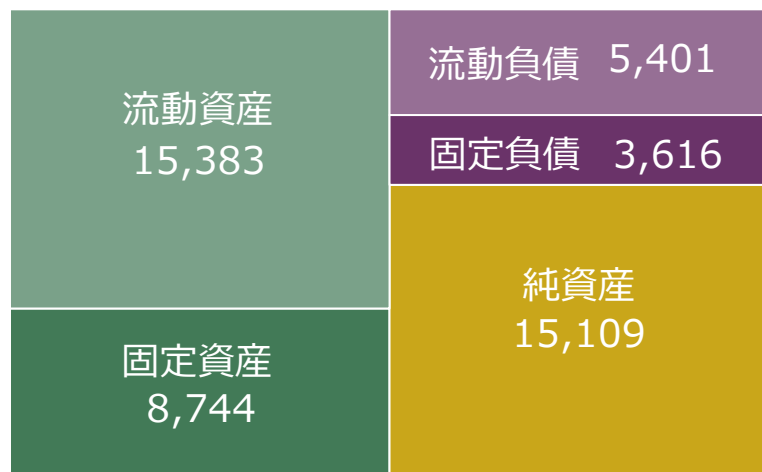 流動資産
15,383
固定資産
8,744
流動負債 5,401
固定負債 3,616
純資産
15,109